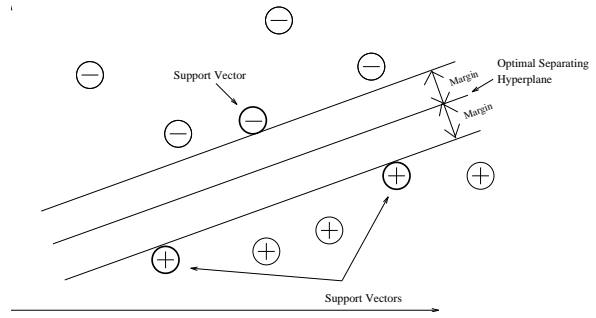 Optimal Separating
Hyperplane
Support Vector
Margin
Margin
Support Vectors